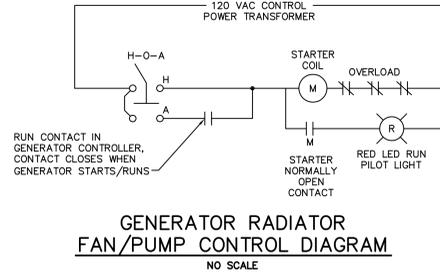 120 VAC CONTROL
POWER TRANSFORMER
H-O-A
H
A
STARTER
COIL
M
OVERLOAD
RUN CONTACT IN
GENERATOR CONTROLLER,
CONTACT CLOSES WHEN
GENERATOR STARTS/RUNS
M
STARTER
NORMALLY
OPEN
CONTACT
R
RED LED RUN
PILOT LIGHT
GENERATOR RADIATOR
FAN/PUMP CONTROL DIAGRAM
NO SCALE